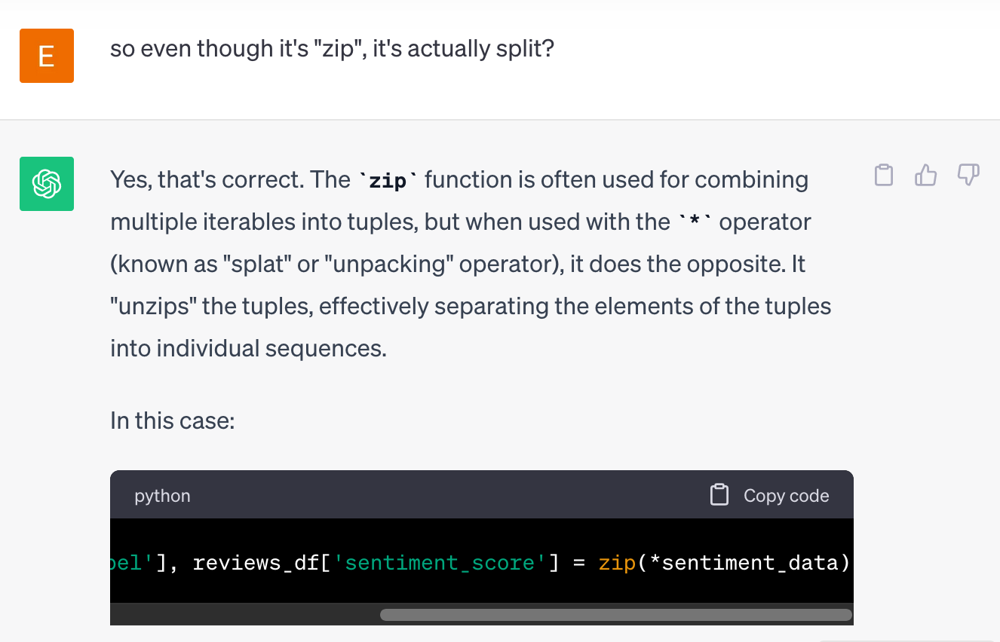 E
so even though it's "zip", it's actually split?
Yes, that's correct. The `zip` function is often used for combining
multiple iterables into tuples, but when used with the `*` operator
(known as "splat" or "unpacking" operator), it does the opposite. It
"unzips" the tuples, effectively separating the elements of the tuples
into individual sequences.
In this case:
python
Copy code
bel'], reviews_df['sentiment_score'] = zip(*sentiment_data)